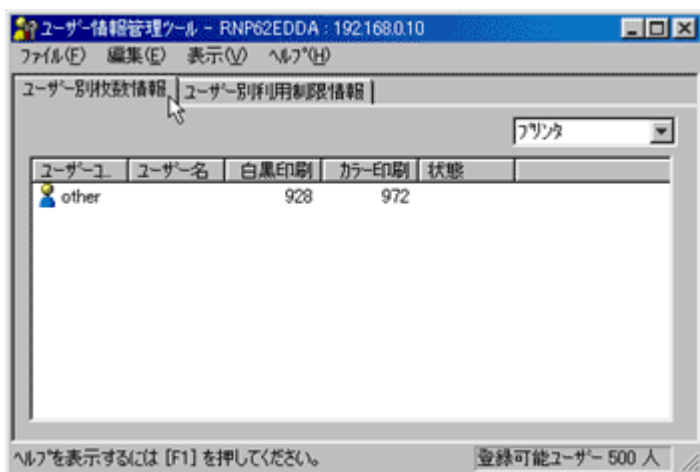 ユーザー情報管理ツール - RNP62EDDA : 192.168.0.10
ファイル(F) 編集(E) 表示(V) ヘルプ(H)
ユーザー別枚数情報 ユーザー別利用制限情報
プリンタ
ユーザーコ... ユーザー名 白黒印刷 カラー印刷 状態
other 928 972
ヘルプを表示するには [F1] を押してください。 登録可能ユーザー 500 人